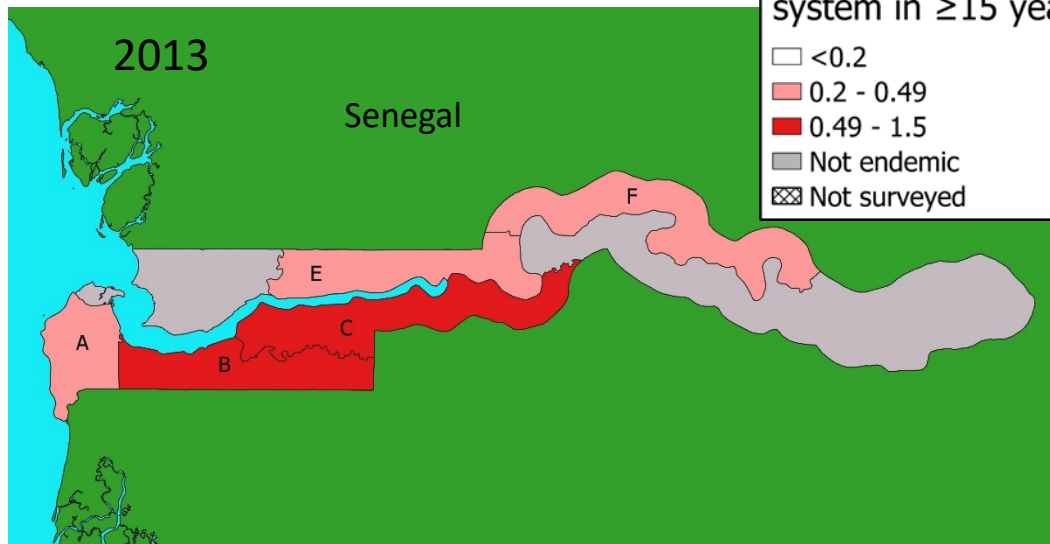 2013
Senegal
system in ≥15 yea
<0.2
0.2 - 0.49
0.49 - 1.5
Not endemic
Not surveyed
F
E
A
C
B